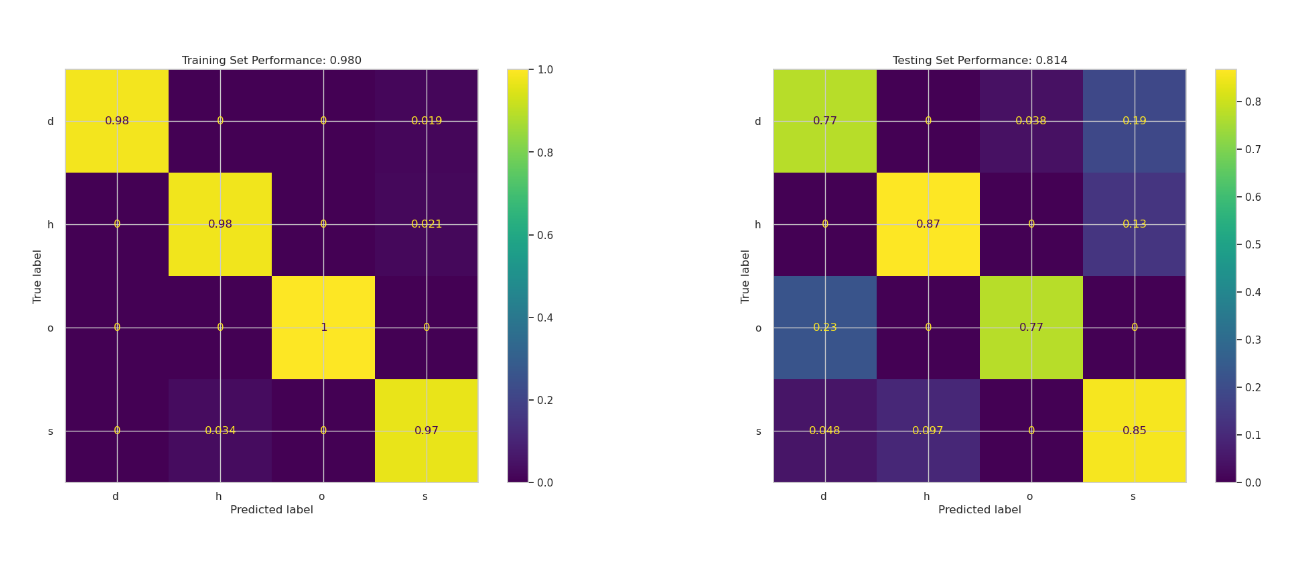 Training Set Performance: 0.980
d 0.98 0 0 0.019
h 0 0.98 0 0.021
o 0 0 1 0
s 0 0.034 0 0.97
d h o s
Predicted label
True label
1.0
0.8
0.6
0.4
0.2
0.0
Testing Set Performance: 0.814
d 0.77 0 0.038 0.19
h 0 0.87 0 0.13
o 0.23 0 0.77 0
s 0.048 0.097 0 0.85
d h o s
Predicted label
True label
0.8
0.7
0.6
0.5
0.4
0.3
0.2
0.1
0.0